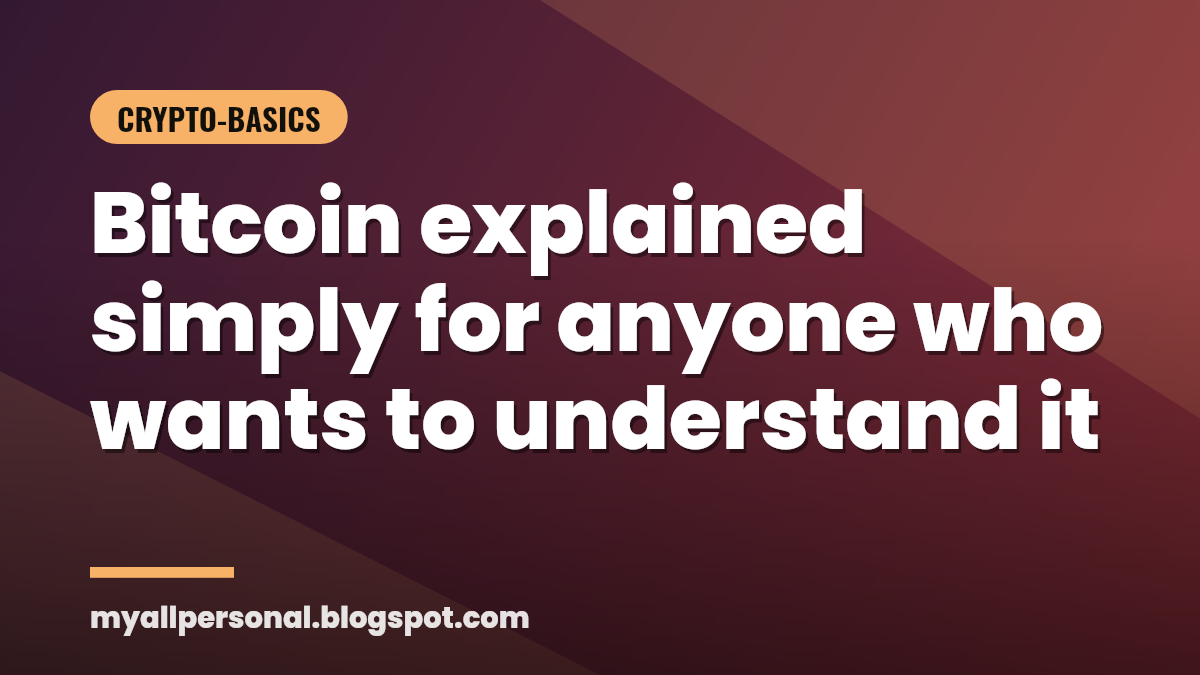 CRYPTO-BASICS
Bitcoin explained
simply for anyone who
wants to understand it
myallpersonal.blogspot.com